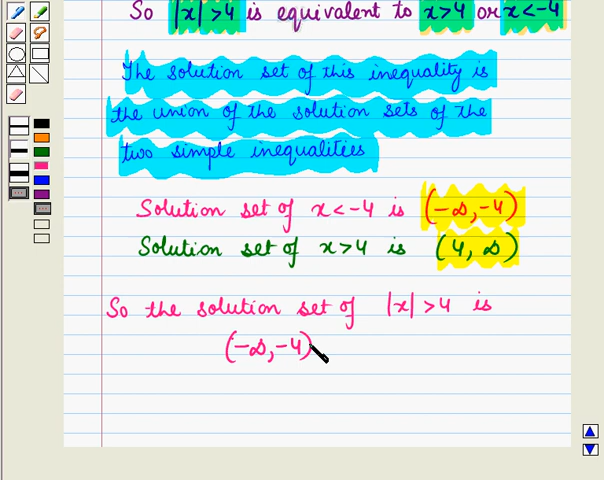 So |x| > 4 is equivalent to x > 4 or x < -4
The solution set of this inequality is
the union of the solution sets of the
two simple inequalities
Solution set of x < -4 is (-∞, -4)
Solution set of x > 4 is (4, ∞)
So the solution set of |x| > 4 is
(-∞, -4)